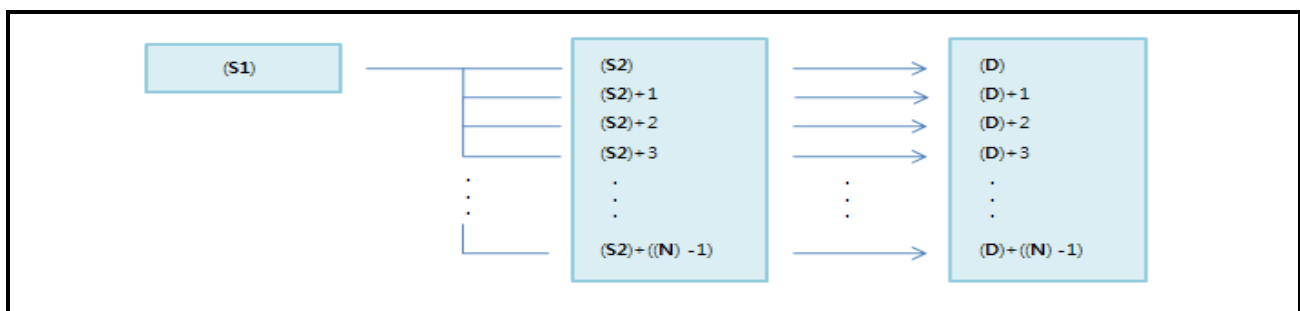 (S1) (S2) (D)
(S2)+1 (D)+1
(S2)+2 (D)+2
(S2)+3 (D)+3
(S2)+((N) -1) (D)+((N) -1)